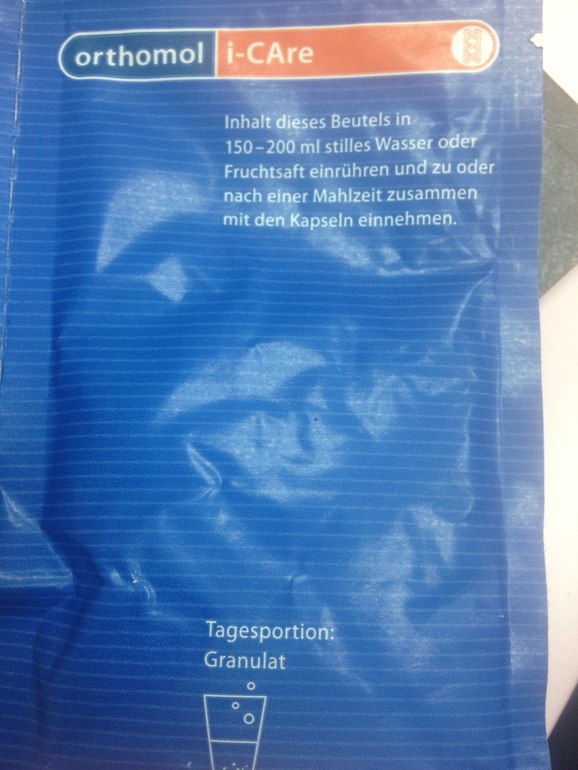 orthomol i-CAre
Inhalt dieses Beutels in
150–200 ml stilles Wasser oder
Fruchtsaft einrühren und zu oder
nach einer Mahlzeit zusammen
mit den Kapseln einnehmen.
Tagesportion:
Granulat